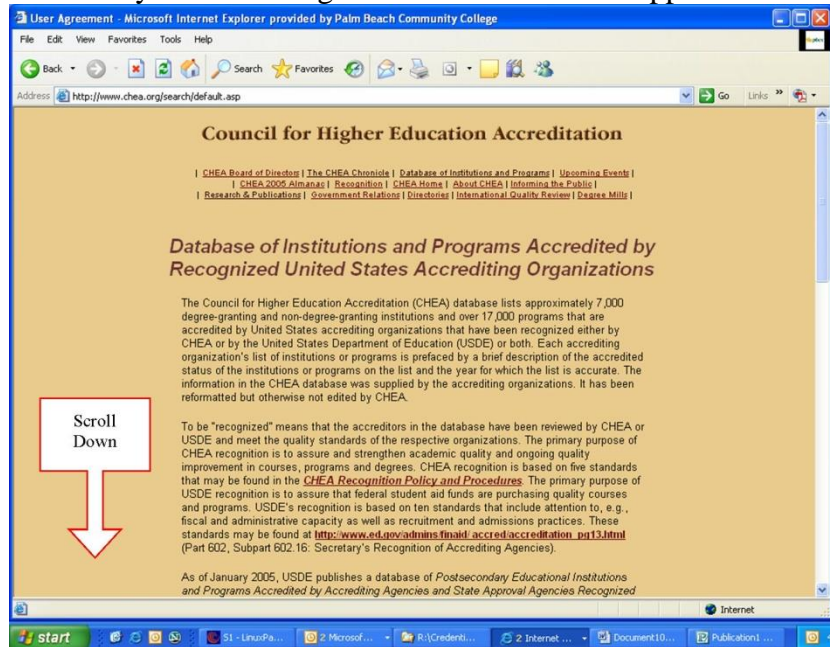 User Agreement - Microsoft Internet Explorer provided by Palm Beach Community College
File Edit View Favorites Tools Help
Back Search Favorites
Address http://www.chea.org/search/default.asp Go Links
Council for Higher Education Accreditation
| CHEA Board of Directors | The CHEA Chronicle | Database of Institutions and Programs | Upcoming Events |
| CHEA 2005 Almanac | Recognition | CHEA Home | About CHEA | Informing the Public |
| Research & Publications | Government Relations | Directories | International Quality Review | Degree Mills |
Database of Institutions and Programs Accredited by
Recognized United States Accrediting Organizations
The Council for Higher Education Accreditation (CHEA) database lists approximately 7,000
degree-granting and non-degree-granting institutions and over 17,000 programs that are
accredited by United States accrediting organizations that have been recognized either by
CHEA or by the United States Department of Education (USDE) or both. Each accrediting
organization's list of institutions or programs is prefaced by a brief description of the accredited
status of the institutions or programs on the list and the year for which the list is accurate. The
information in the CHEA database was supplied by the accrediting organizations. It has been
reformatted but otherwise not edited by CHEA.
Scroll
Down
To be "recognized" means that the accreditors in the database have been reviewed by CHEA or
USDE and meet the quality standards of the respective organizations. The primary purpose of
CHEA recognition is to assure and strengthen academic quality and ongoing quality
improvement in courses, programs and degrees. CHEA recognition is based on five standards
that may be found in the CHEA Recognition Policy and Procedures. The primary purpose of
USDE recognition is to assure that federal student aid funds are purchasing quality courses
and programs. USDE's recognition is based on ten standards that include attention to, e.g.,
fiscal and administrative capacity as well as recruitment and admissions practices. These
standards may be found at http://www.ed.gov/admins/finaid/accred/accreditation_pg13.html
(Part 602, Subpart 602.16: Secretary's Recognition of Accrediting Agencies).
As of January 2005, USDE publishes a database of Postsecondary Educational Institutions
and Programs Accredited by Accrediting Agencies and State Approval Agencies Recognized
Internet
start 51 - LinuxPa... 2 Microsof... R:\Credenti... 2 Internet ... Document10... Publication1 ...